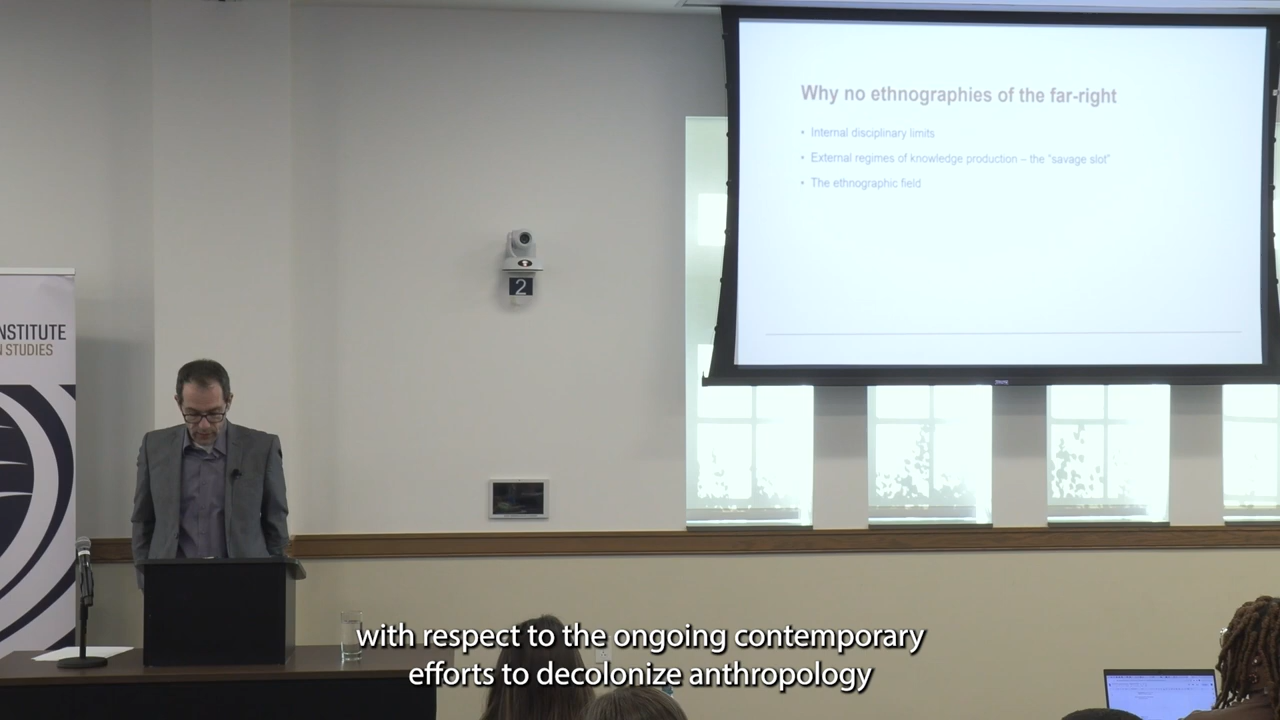 Why no ethnographies of the far-right
• Internal disciplinary limits
• External regimes of knowledge production – the "savage slot"
• The ethnographic field
2
NSTITUTE
STUDIES
with respect to the ongoing contemporary
efforts to decolonize anthropology